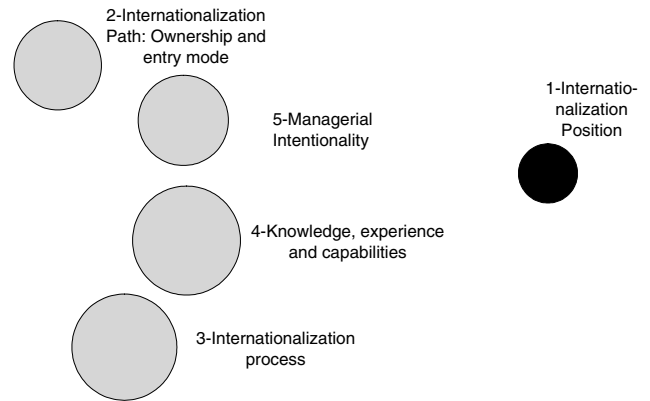 2-Internationalization
Path: Ownership and
entry mode
1-Internatio-
nalization
Position
5-Managerial
Intentionality
4-Knowledge, experience
and capabilities
3-Internationalization
process